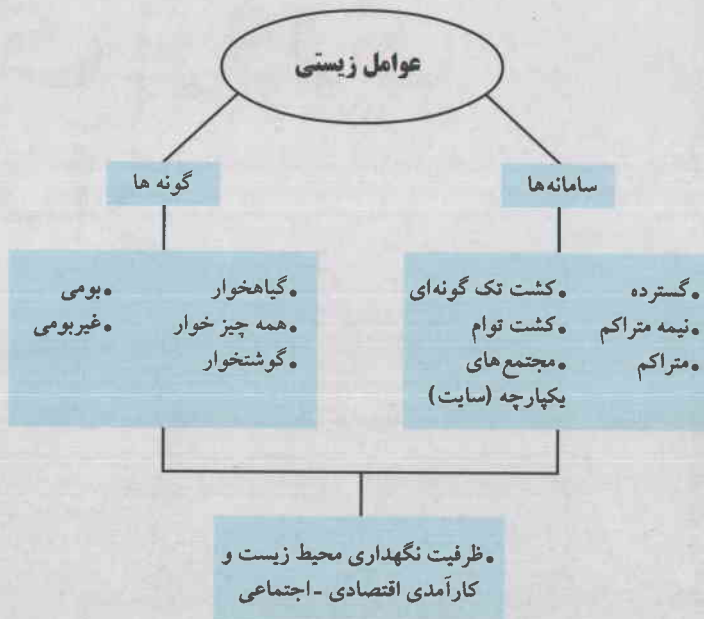 عوامل زیستی
سامانه‌ها
گونه ها
•گسترده
•نیمه متراکم
•متراکم
•کشت تک گونه‌ای
•کشت توام
•مجتمع‌های
یکپارچه (سایت)
•گیاهخوار
•همه چیز خوار
•گوشتخوار
•بومی
•غیربومی
•ظرفیت نگهداری محیط زیست و
کارآمدی اقتصادی -اجتماعی